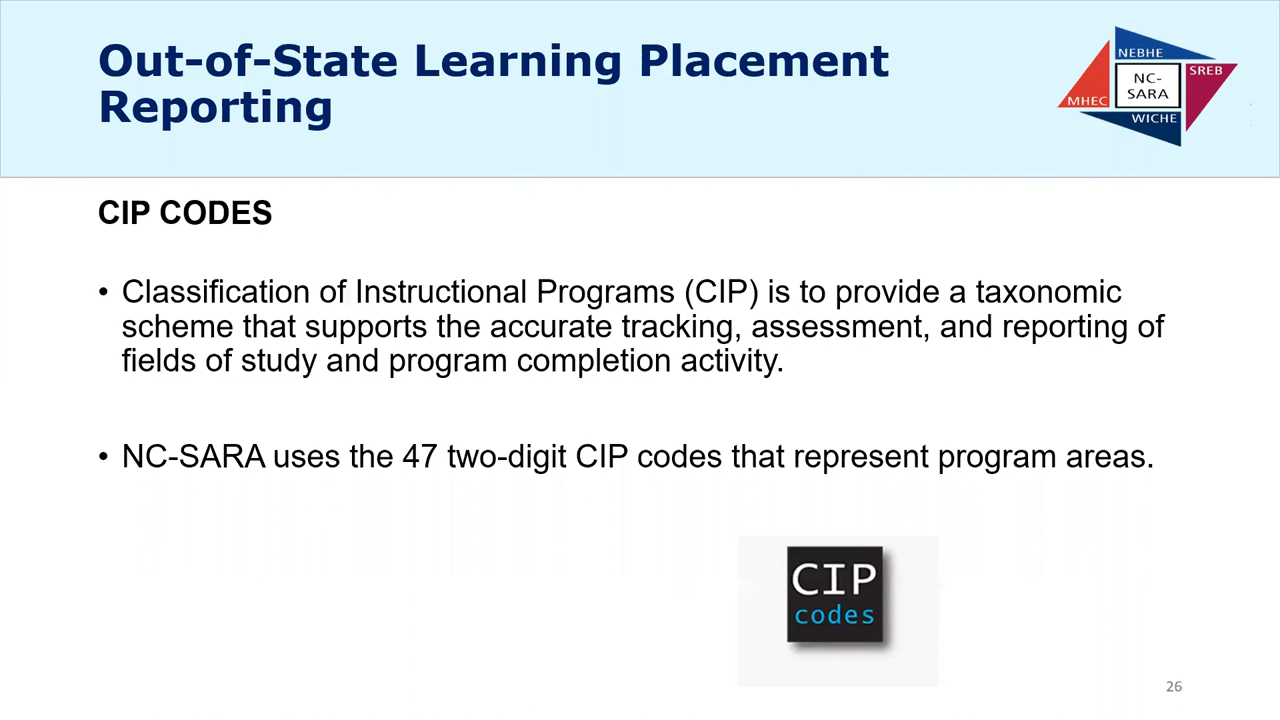 Out-of-State Learning Placement
Reporting
NEBHE
SREB
NC-
SARA
MHEC
WICHE
CIP CODES
• Classification of Instructional Programs (CIP) is to provide a taxonomic
scheme that supports the accurate tracking, assessment, and reporting of
fields of study and program completion activity.
• NC-SARA uses the 47 two-digit CIP codes that represent program areas.
CIP
codes
26